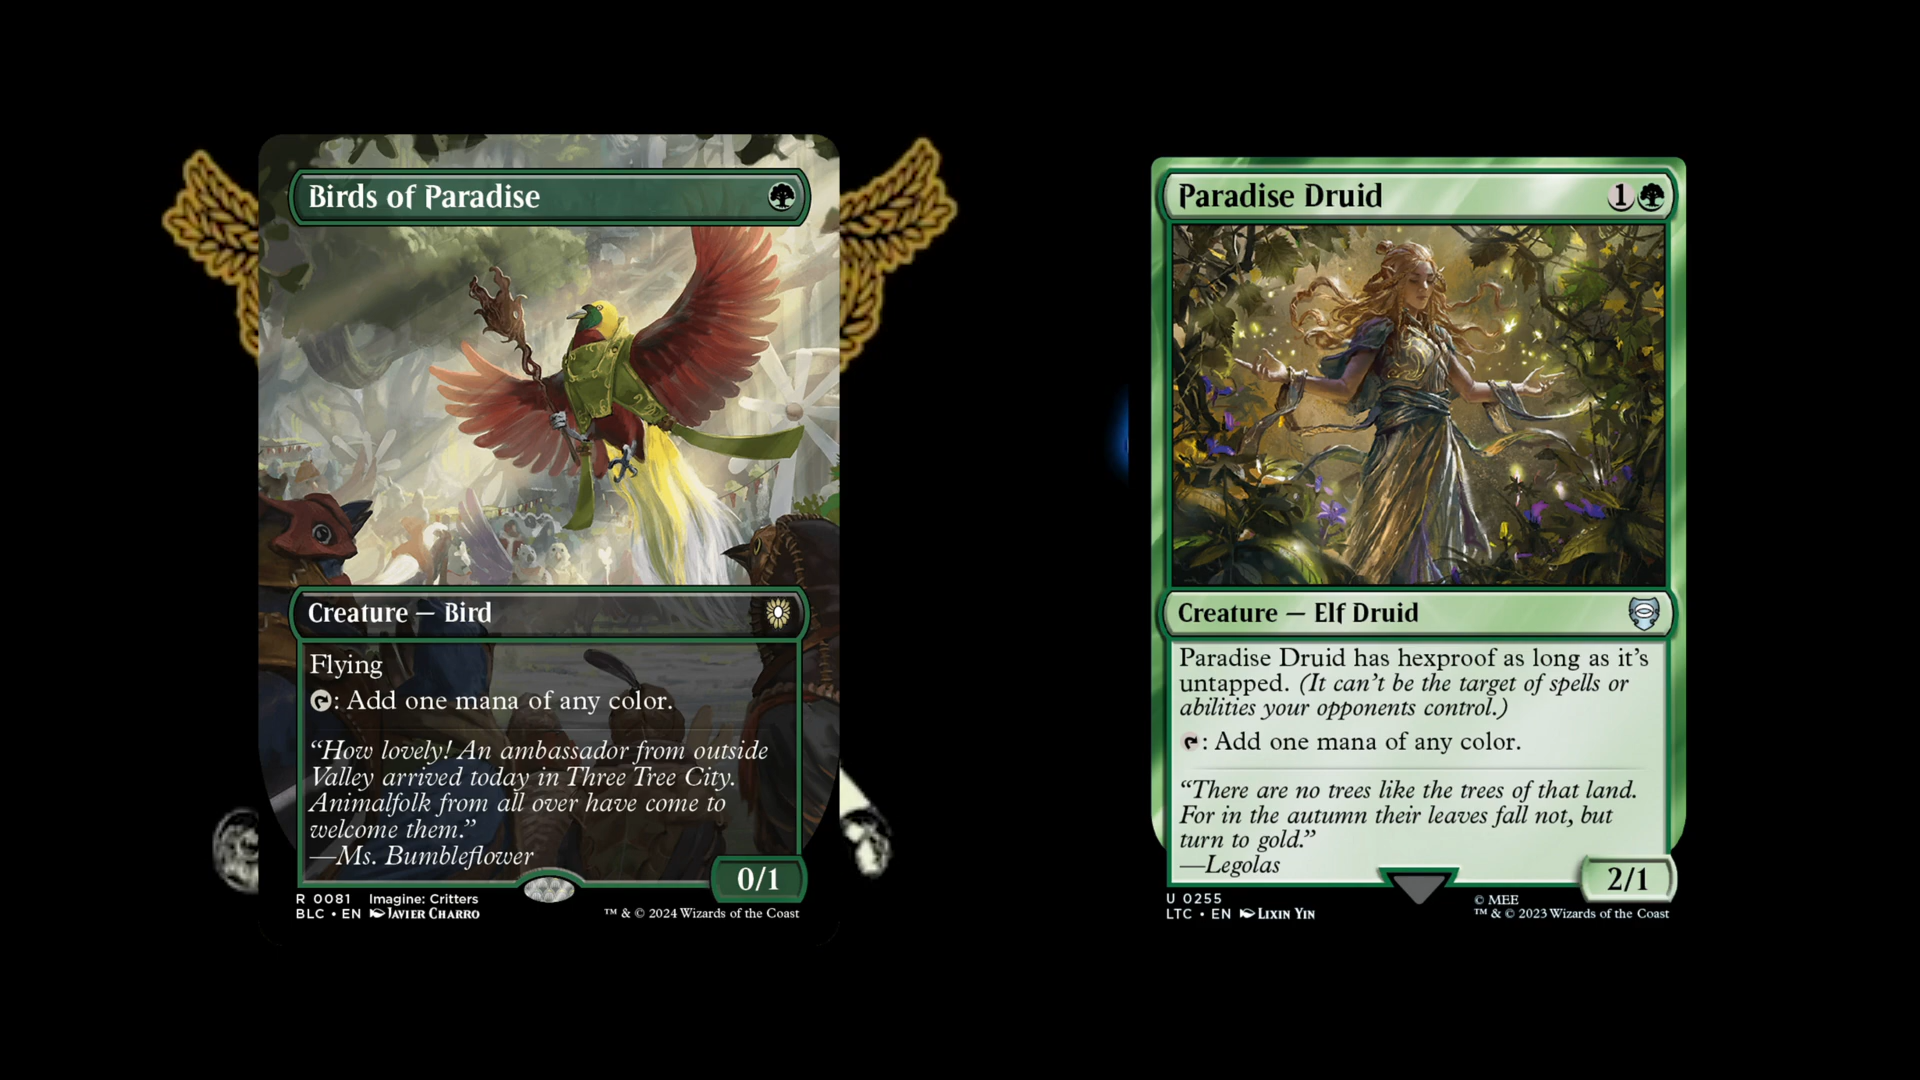 Birds of Paradise
Creature — Bird
Flying
: Add one mana of any color.
“How lovely! An ambassador from outside
Valley arrived today in Three Tree City.
Animalfolk from all over have come to
welcome them.”
—Ms. Bumbleflower
0/1
R 0081 Imagine: Critters
BLC • EN Javier Charro
™ & © 2024 Wizards of the Coast
Paradise Druid
1
Creature — Elf Druid
Paradise Druid has hexproof as long as it’s
untapped. (It can’t be the target of spells or
abilities your opponents control.)
: Add one mana of any color.
“There are no trees like the trees of that land.
For in the autumn their leaves fall not, but
turn to gold.”
—Legolas
2/1
U 0255
LTC • EN Lixin Yin
© MEE
™ & © 2023 Wizards of the Coast